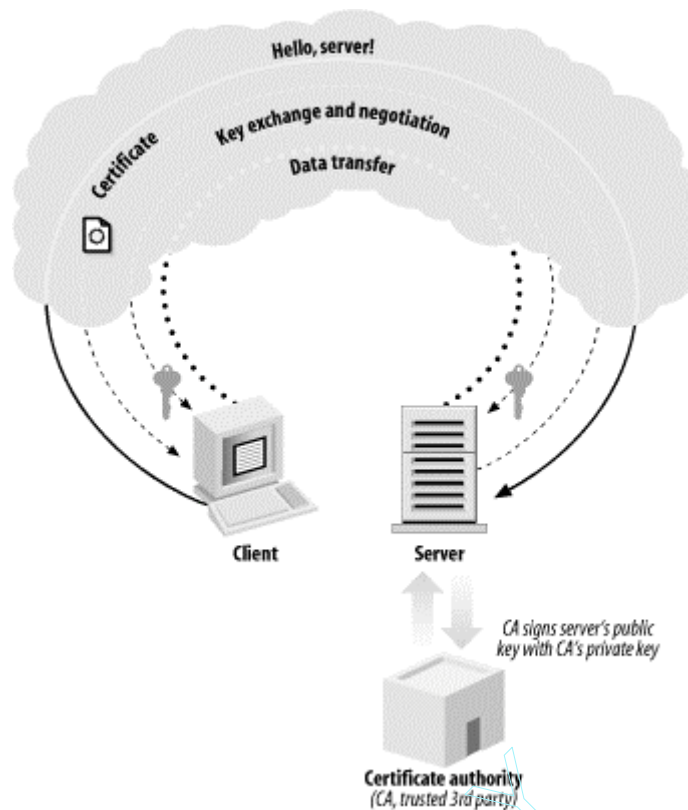 Hello, server!
Key exchange and negotiation
Certificate
Data transfer
Client
Server
CA signs server's public
key with CA's private key
Certificate authority
(CA, trusted 3rd party)